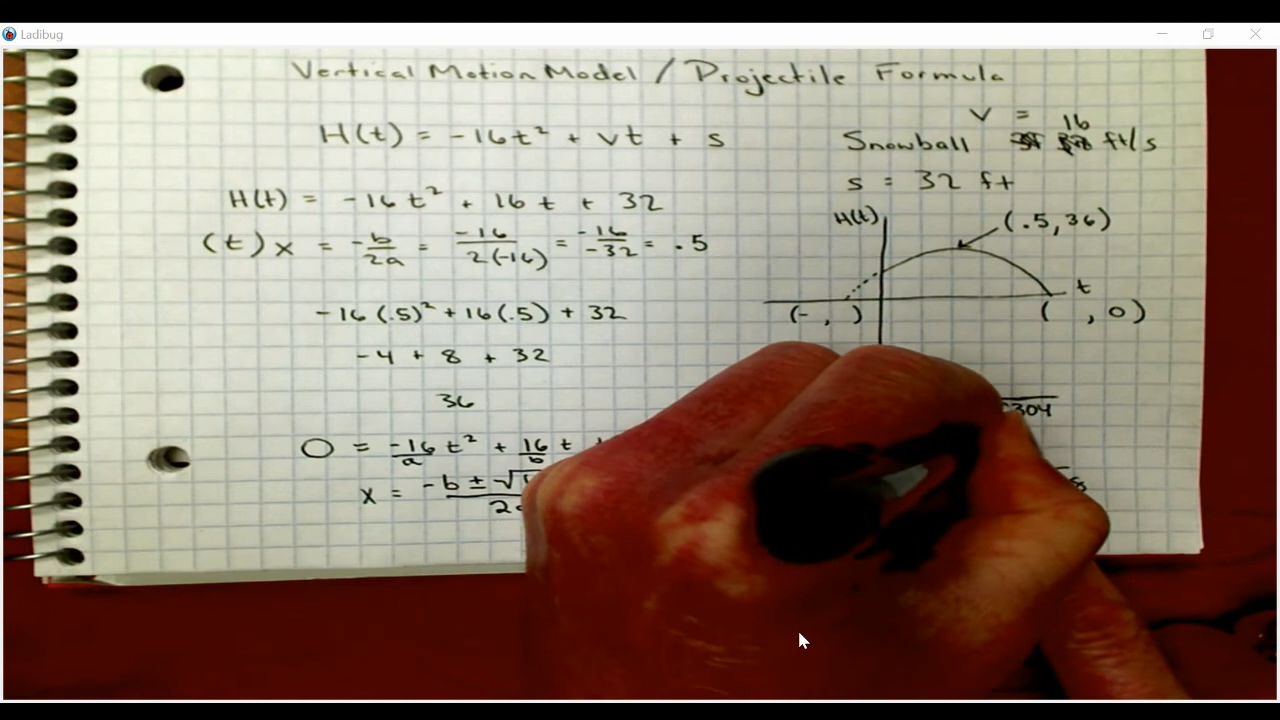 Ladibug
Vertical Motion Model / Projectile Formula
H(t) = -16t² + vt + s
v =
16
Snowball ft/s
s = 32 ft
H(t) = -16t² + 16t + 32
(t) x = -b/2a = -16/2(-16) = -16/-32 = .5
H(t)
(.5, 36)
t
(- , )
( , 0)
-16(.5)² + 16(.5) + 32
-4 + 8 + 32
36
304
0 = -16t² + 16 t
a b
x = -b ± √
2